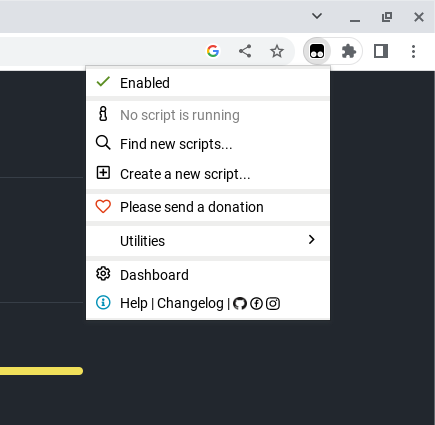 Enabled
No script is running
Find new scripts...
Create a new script...
Please send a donation
Utilities
Dashboard
Help | Changelog |